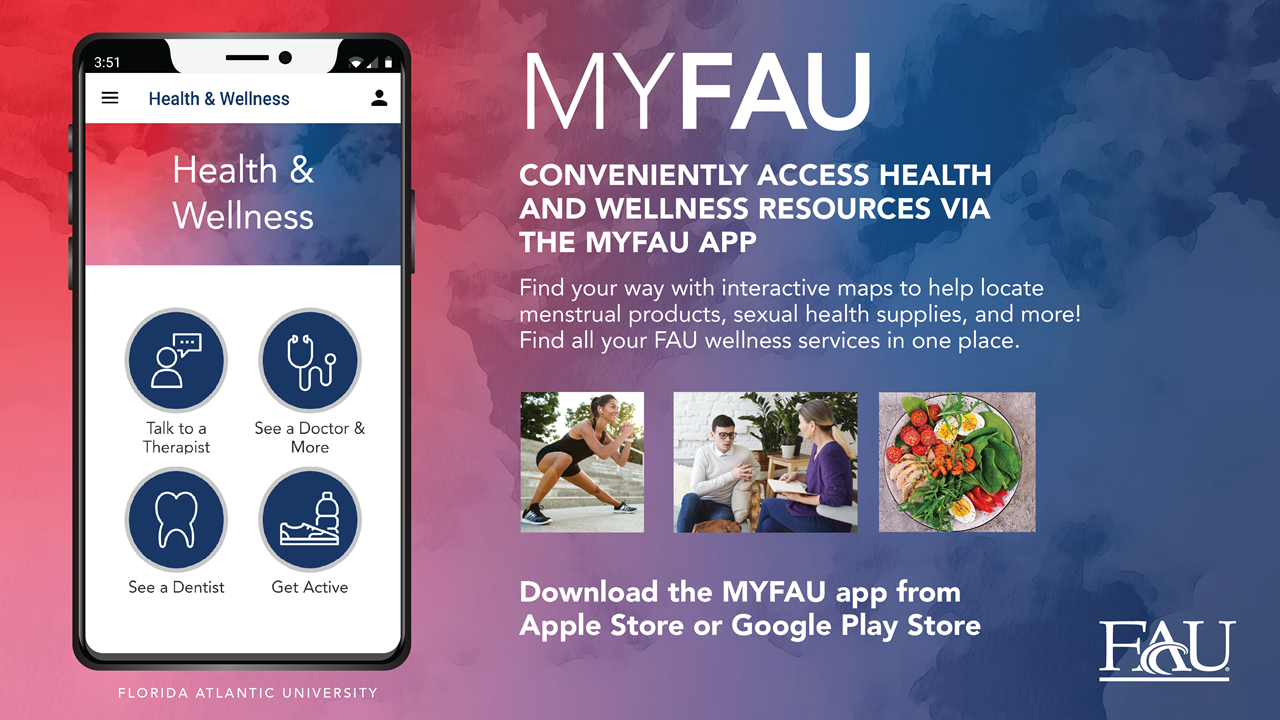 3:51
Health & Wellness
Health &
Wellness
Talk to a
Therapist
See a Doctor &
More
See a Dentist
Get Active
FLORIDA ATLANTIC UNIVERSITY
MYFAU
CONVENIENTLY ACCESS HEALTH
AND WELLNESS RESOURCES VIA
THE MYFAU APP
Find your way with interactive maps to help locate
menstrual products, sexual health supplies, and more!
Find all your FAU wellness services in one place.
Download the MYFAU app from
Apple Store or Google Play Store
FAU®